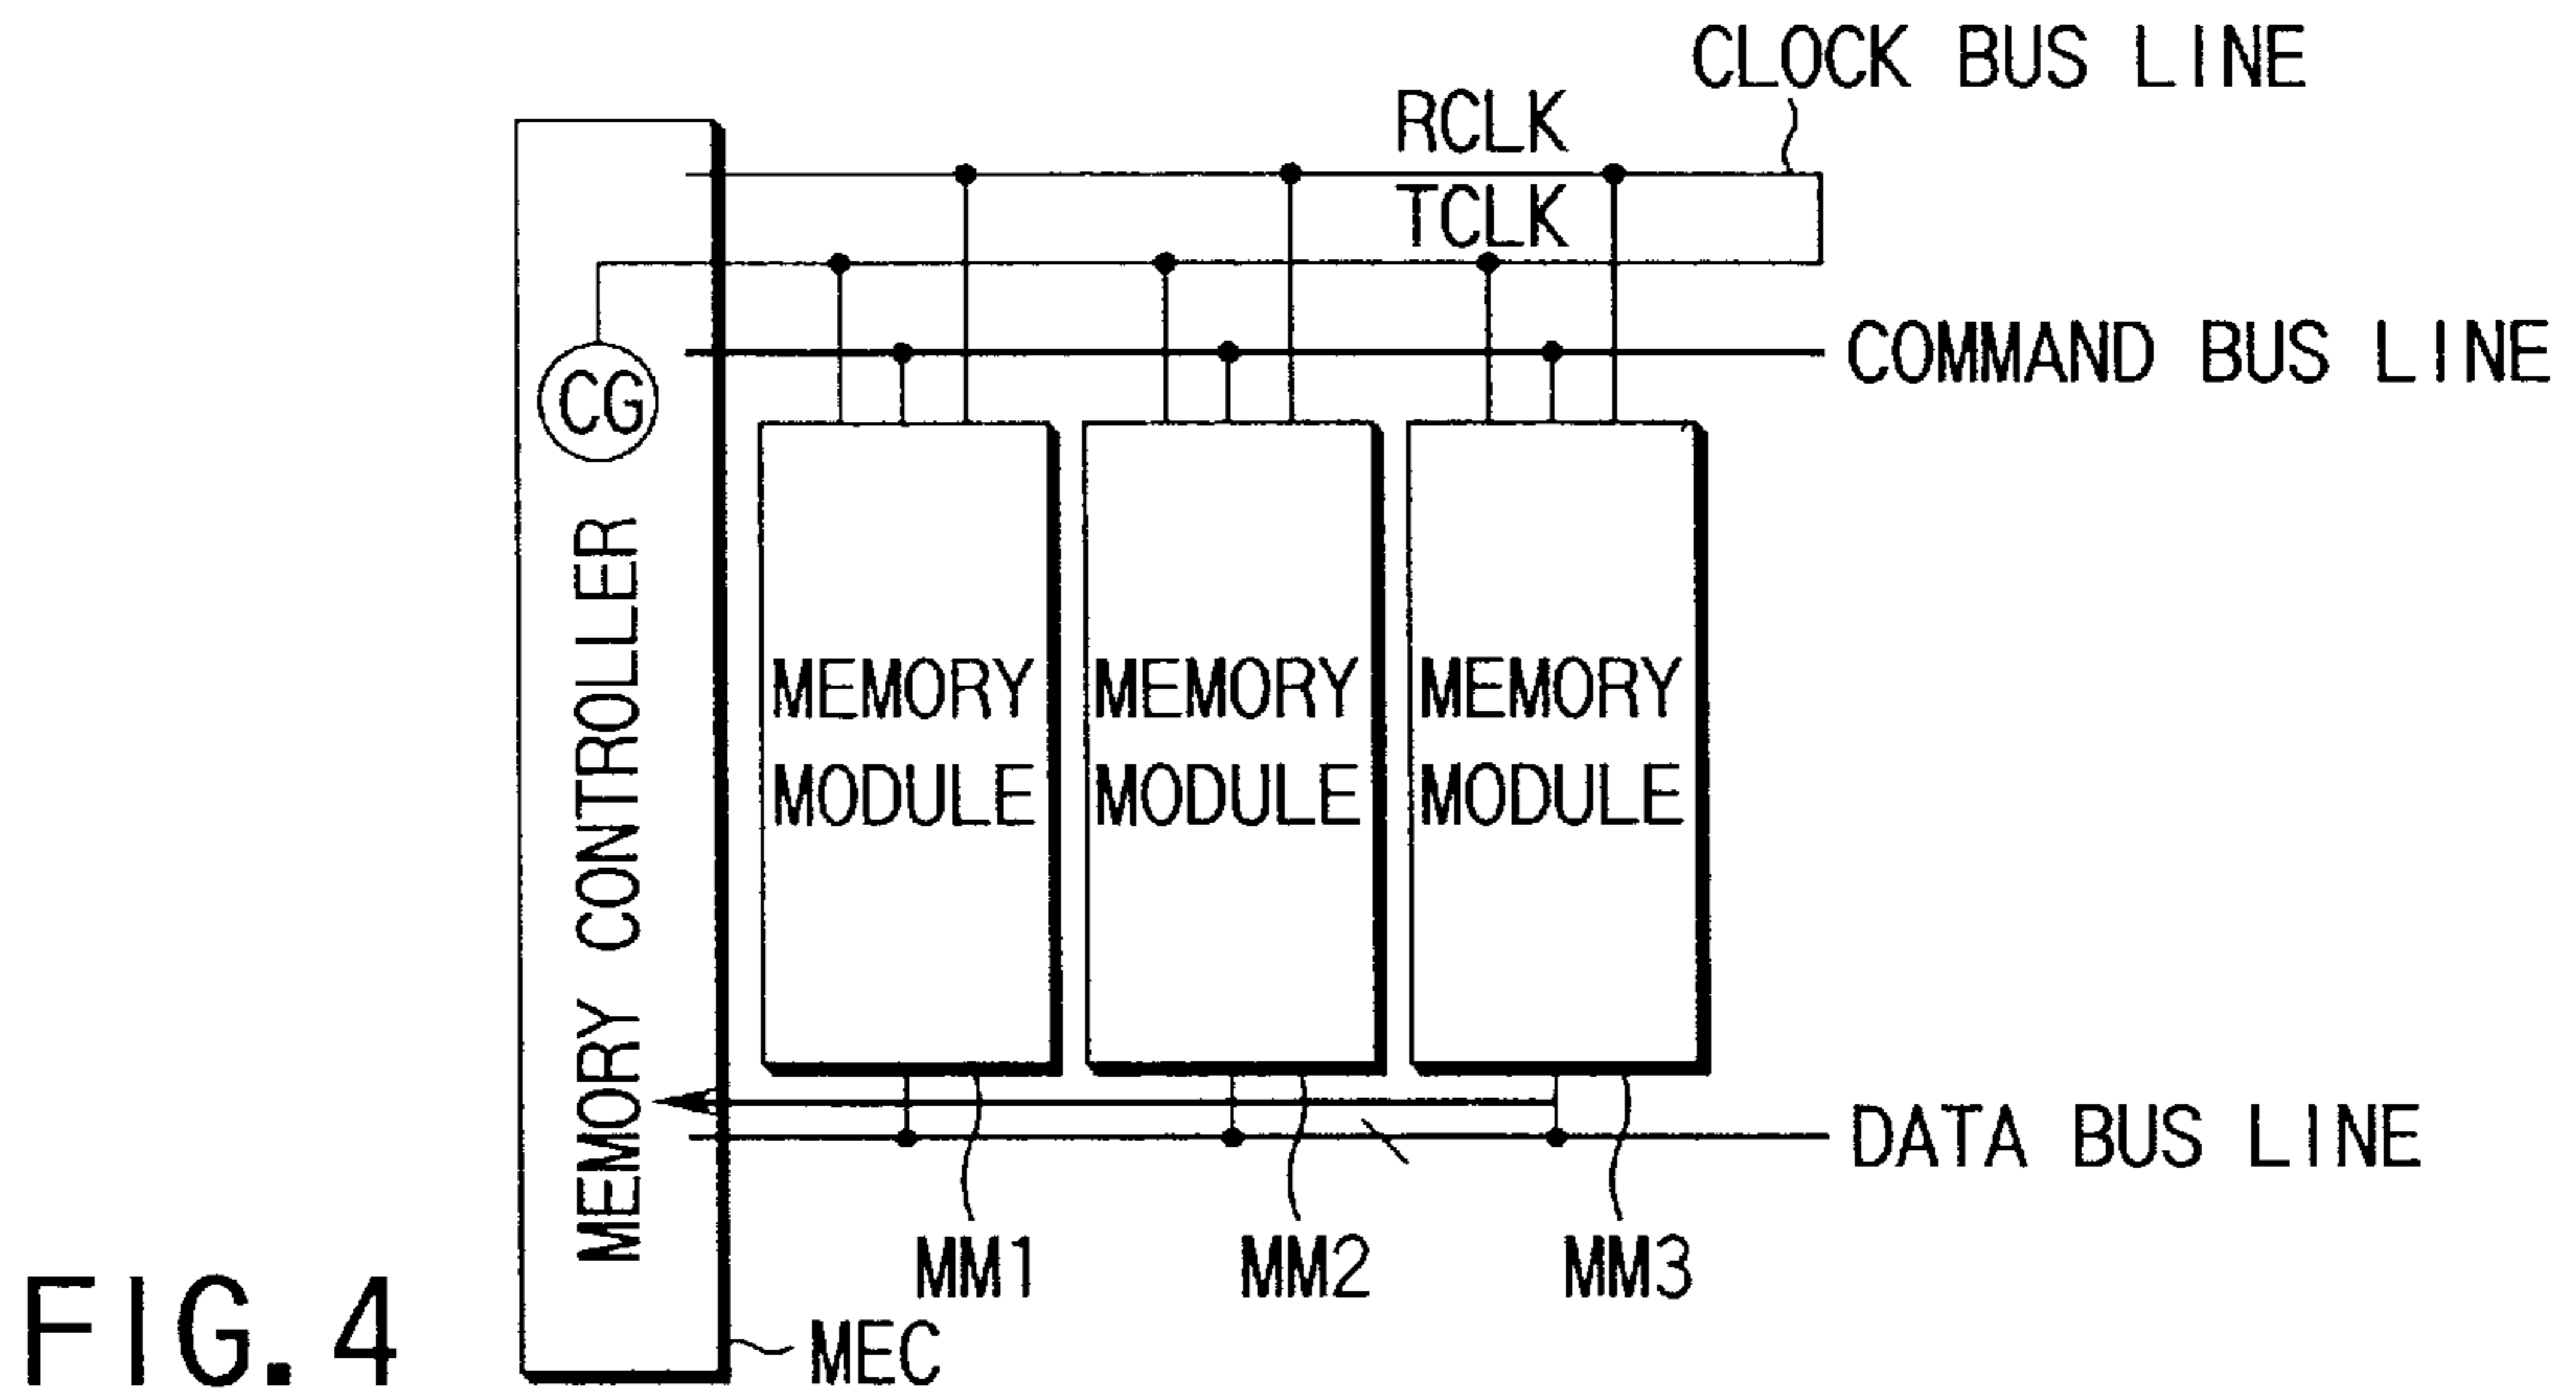 CLOCK BUS LINE
RCLK
TCLK
COMMAND BUS LINE
CG
MEMORY CONTROLLER
MEMORY
MODULE
MEMORY
MODULE
MEMORY
MODULE
DATA BUS LINE
MM1
MM2
MM3
MEC
FIG. 4